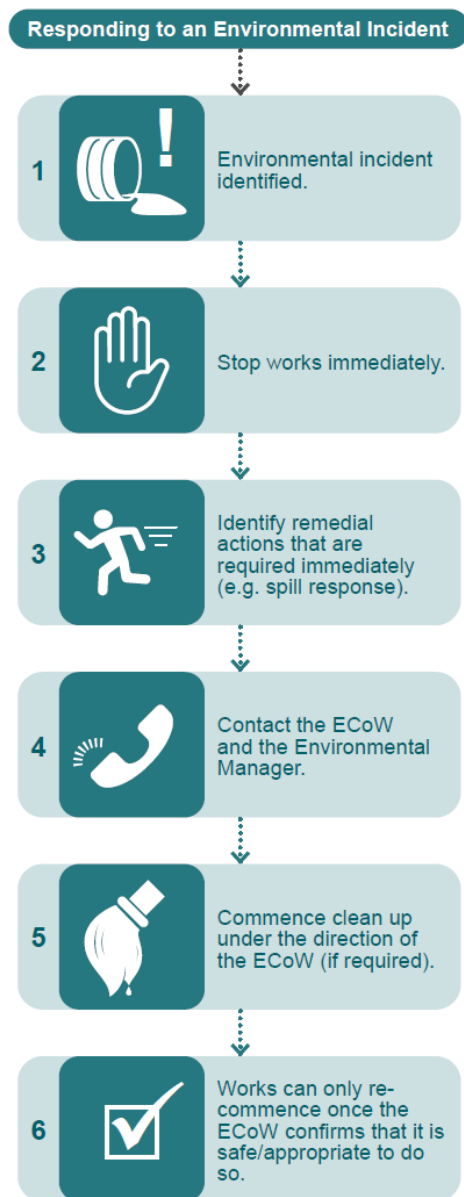 Responding to an Environmental Incident
1
Environmental incident
identified.
2
Stop works immediately.
3
Identify remedial
actions that are
required immediately
(e.g. spill response).
4
Contact the ECoW
and the Environmental
Manager.
5
Commence clean up
under the direction of
the ECoW (if required).
6
Works can only re-
commence once the
ECoW confirms that it is
safe/appropriate to do
so.